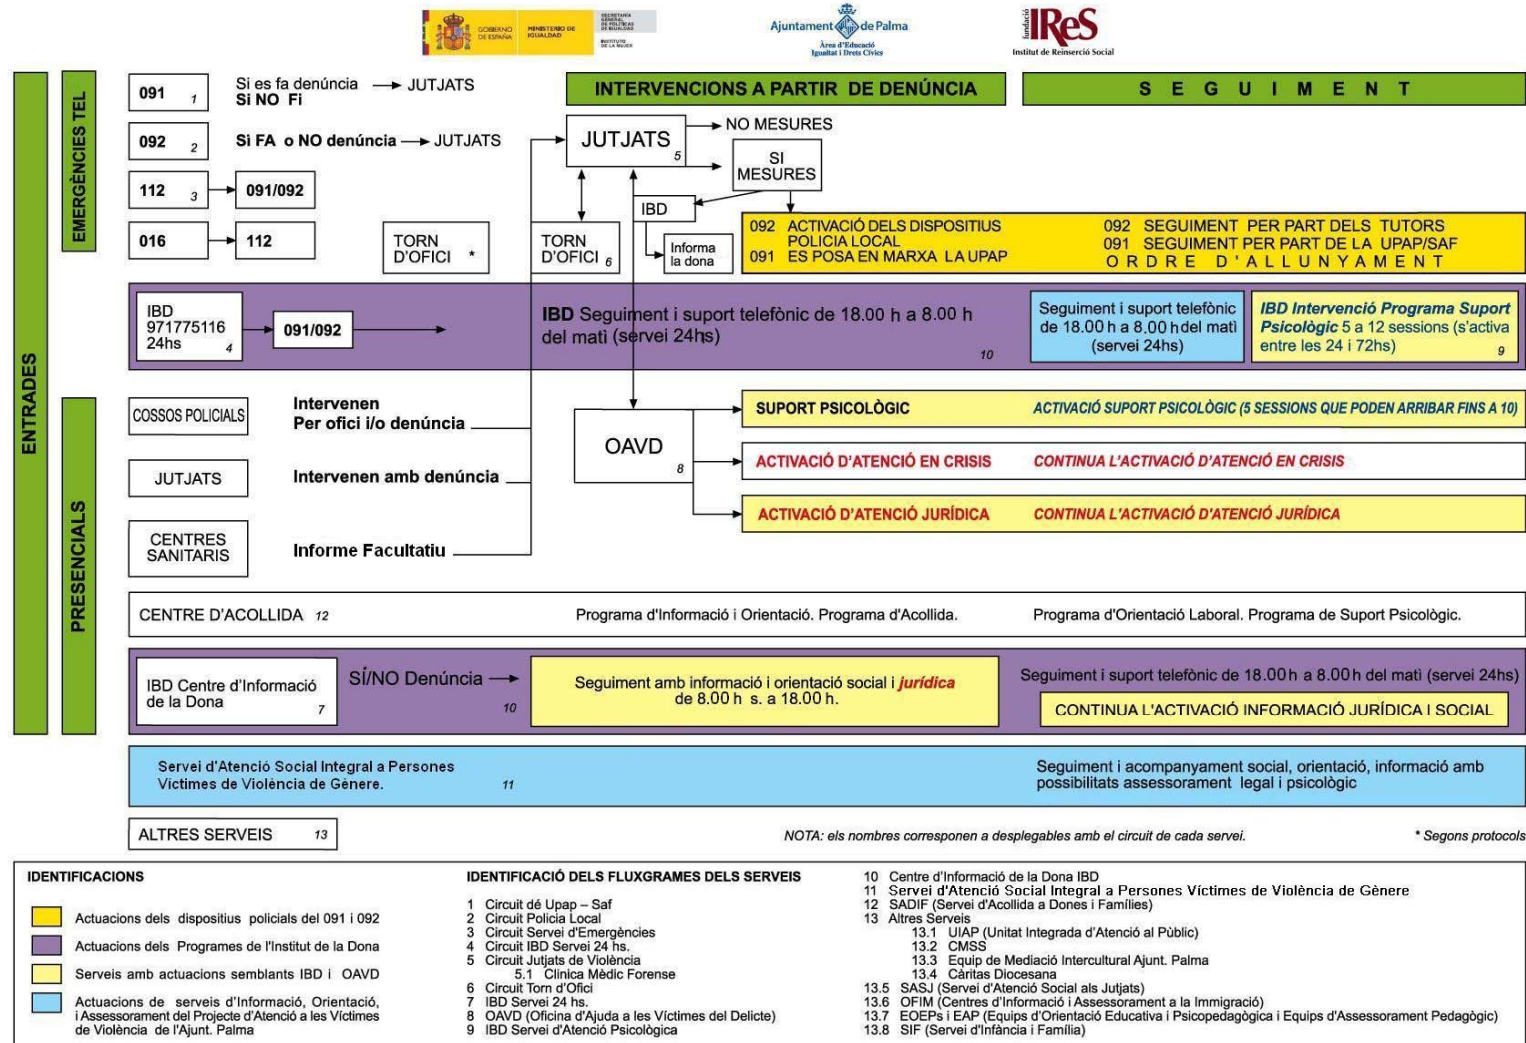 GOBIERNO
DE ESPAÑA
MINISTERIO DE
IGUALDAD
SECRETARÍA
GENERAL
DE POLÍTICAS
DE IGUALDAD
INSTITUTO
DE LA MUJER
Ajuntament de Palma
Àrea d'Educació
Igualtat i Drets Cívics
fundació
IReS
Institut de Reinserció Social
ENTRADES
EMERGÈNCIES TEL
091 1
Si es fa denúncia → JUTJATS
Si NO Fi
092 2
Si FA o NO denúncia → JUTJATS
112 3
091/092
016
112
TORN
D'OFICI *
INTERVENCIONS A PARTIR DE DENÚNCIA
SEGUIMENT
JUTJATS 5
NO MESURES
SI
MESURES
IBD
Informa
la dona
TORN
D'OFICI 6
092 ACTIVACIÓ DELS DISPOSITIUS
POLICIA LOCAL
091 ES POSA EN MARXA LA UPAP
092 SEGUIMENT PER PART DELS TUTORS
091 SEGUIMENT PER PART DE LA UPAP/SAF
ORDRE D'ALLUNYAMENT
IBD
971775116
24hs 4
091/092
IBD Seguiment i suport telefònic de 18.00 h a 8.00 h
del matì (servei 24hs) 10
Seguiment i suport telefònic
de 18.00 h a 8.00 h del matì
(servei 24hs)
IBD Intervenció Programa Suport
Psicològic 5 a 12 sessions (s'activa
entre les 24 i 72hs) 9
PRESENCIALS
COSSOS POLICIALS
Intervenen
Per ofici i/o denúncia
JUTJATS
Intervenen amb denúncia
CENTRES
SANITARIS
Informe Facultatiu
OAVD 8
SUPORT PSICOLÒGIC
ACTIVACIÓ SUPORT PSICOLÒGIC (5 SESSIONS QUE PODEN ARRIBAR FINS A 10)
ACTIVACIÓ D'ATENCIÓ EN CRISIS
CONTINUA L'ACTIVACIÓ D'ATENCIÓ EN CRISIS
ACTIVACIÓ D'ATENCIÓ JURÍDICA
CONTINUA L'ACTIVACIÓ D'ATENCIÓ JURÍDICA
CENTRE D'ACOLLIDA 12
Programa d'Informació i Orientació. Programa d'Acollida.
Programa d'Orientació Laboral. Programa de Suport Psicològic.
IBD Centre d'Informació
de la Dona 7
SÍ/NO Denúncia →
10
Seguiment amb informació i orientació social i jurídica
de 8.00 h s. a 18.00 h.
Seguiment i suport telefònic de 18.00 h a 8.00 h del matì (servei 24hs)
CONTINUA L'ACTIVACIÓ INFORMACIÓ JURÍDICA I SOCIAL
Servei d'Atenció Social Integral a Persones
Víctimes de Violència de Gènere. 11
Seguiment i acompanyament social, orientació, informació amb
possibilitats assessorament legal i psicològic
ALTRES SERVEIS 13
NOTA: els nombres corresponen a desplegables amb el circuit de cada servei.
* Segons protocols
IDENTIFICACIONS
Actuacions dels dispositius policials del 091 i 092
Actuacions dels Programes de l'Institut de la Dona
Serveis amb actuacions semblants IBD i OAVD
Actuacions de serveis d'Informació, Orientació,
i Assessorament del Projecte d'Atenció a les Víctimes
de Violència de l'Ajunt. Palma
IDENTIFICACIÓ DELS FLUXGRAMES DELS SERVEIS
1 Circuit dé Upap – Saf
2 Circuit Policia Local
3 Circuit Servei d'Emergències
4 Circuit IBD Servei 24 hs.
5 Circuit Jutjats de Violència
5.1 Clinica Mèdic Forense
6 Circuit Torn d'Ofici
7 IBD Servei 24 hs.
8 OAVD (Oficina d'Ajuda a les Víctimes del Delicte)
9 IBD Servei d'Atenció Psicològica
10 Centre d'Informació de la Dona IBD
11 Servei d'Atenció Social Integral a Persones Víctimes de Violència de Gènere
12 SADIF (Servei d'Acollida a Dones i Famílies)
13 Altres Serveis
13.1 UIAP (Unitat Integrada d'Atenció al Pùblic)
13.2 CMSS
13.3 Equip de Mediació Intercultural Ajunt. Palma
13.4 Càritas Diocesana
13.5 SASJ (Servei d'Atenció Social als Jutjats)
13.6 OFIM (Centres d'Informació i Assessorament a la Immigració)
13.7 EOEPs i EAP (Equips d'Orientació Educativa i Psicopedagògica i Equips d'Assessorament Pedagògic)
13.8 SIF (Servei d'Infància i Família)